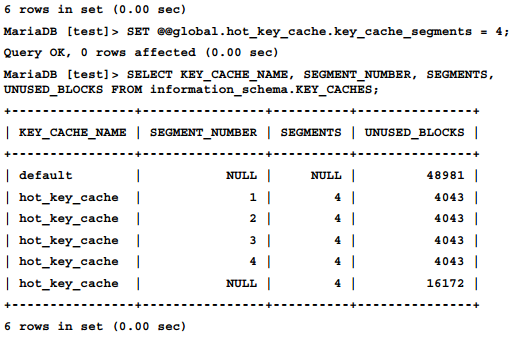 6 rows in set (0.00 sec)
MariaDB [test]> SET @@global.hot_key_cache.key_cache_segments = 4;
Query OK, 0 rows affected (0.00 sec)
MariaDB [test]> SELECT KEY_CACHE_NAME, SEGMENT_NUMBER, SEGMENTS,
UNUSED_BLOCKS FROM information_schema.KEY_CACHES;
+----------------+----------------+----------+---------------+
| KEY_CACHE_NAME | SEGMENT_NUMBER | SEGMENTS | UNUSED_BLOCKS |
+----------------+----------------+----------+---------------+
| default        |           NULL |     NULL |         48981 |
| hot_key_cache  |              1 |        4 |          4043 |
| hot_key_cache  |              2 |        4 |          4043 |
| hot_key_cache  |              3 |        4 |          4043 |
| hot_key_cache  |              4 |        4 |          4043 |
| hot_key_cache  |           NULL |        4 |         16172 |
+----------------+----------------+----------+---------------+
6 rows in set (0.00 sec)